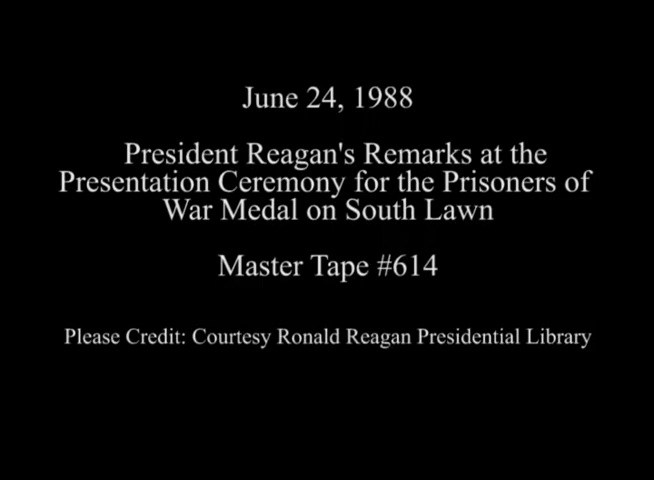 June 24, 1988
President Reagan's Remarks at the
Presentation Ceremony for the Prisoners of
War Medal on South Lawn
Master Tape #614
Please Credit: Courtesy Ronald Reagan Presidential Library